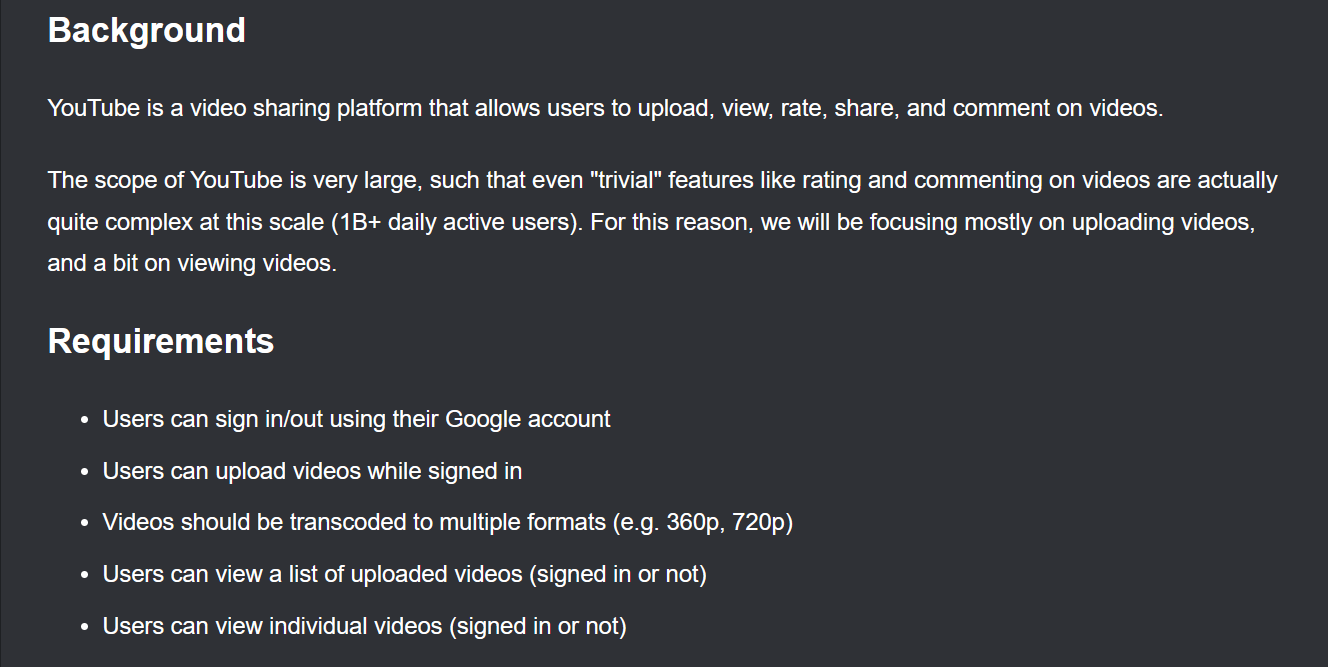 Background
YouTube is a video sharing platform that allows users to upload, view, rate, share, and comment on videos.
The scope of YouTube is very large, such that even "trivial" features like rating and commenting on videos are actually
quite complex at this scale (1B+ daily active users). For this reason, we will be focusing mostly on uploading videos,
and a bit on viewing videos.
Requirements
• Users can sign in/out using their Google account
• Users can upload videos while signed in
• Videos should be transcoded to multiple formats (e.g. 360p, 720p)
• Users can view a list of uploaded videos (signed in or not)
• Users can view individual videos (signed in or not)